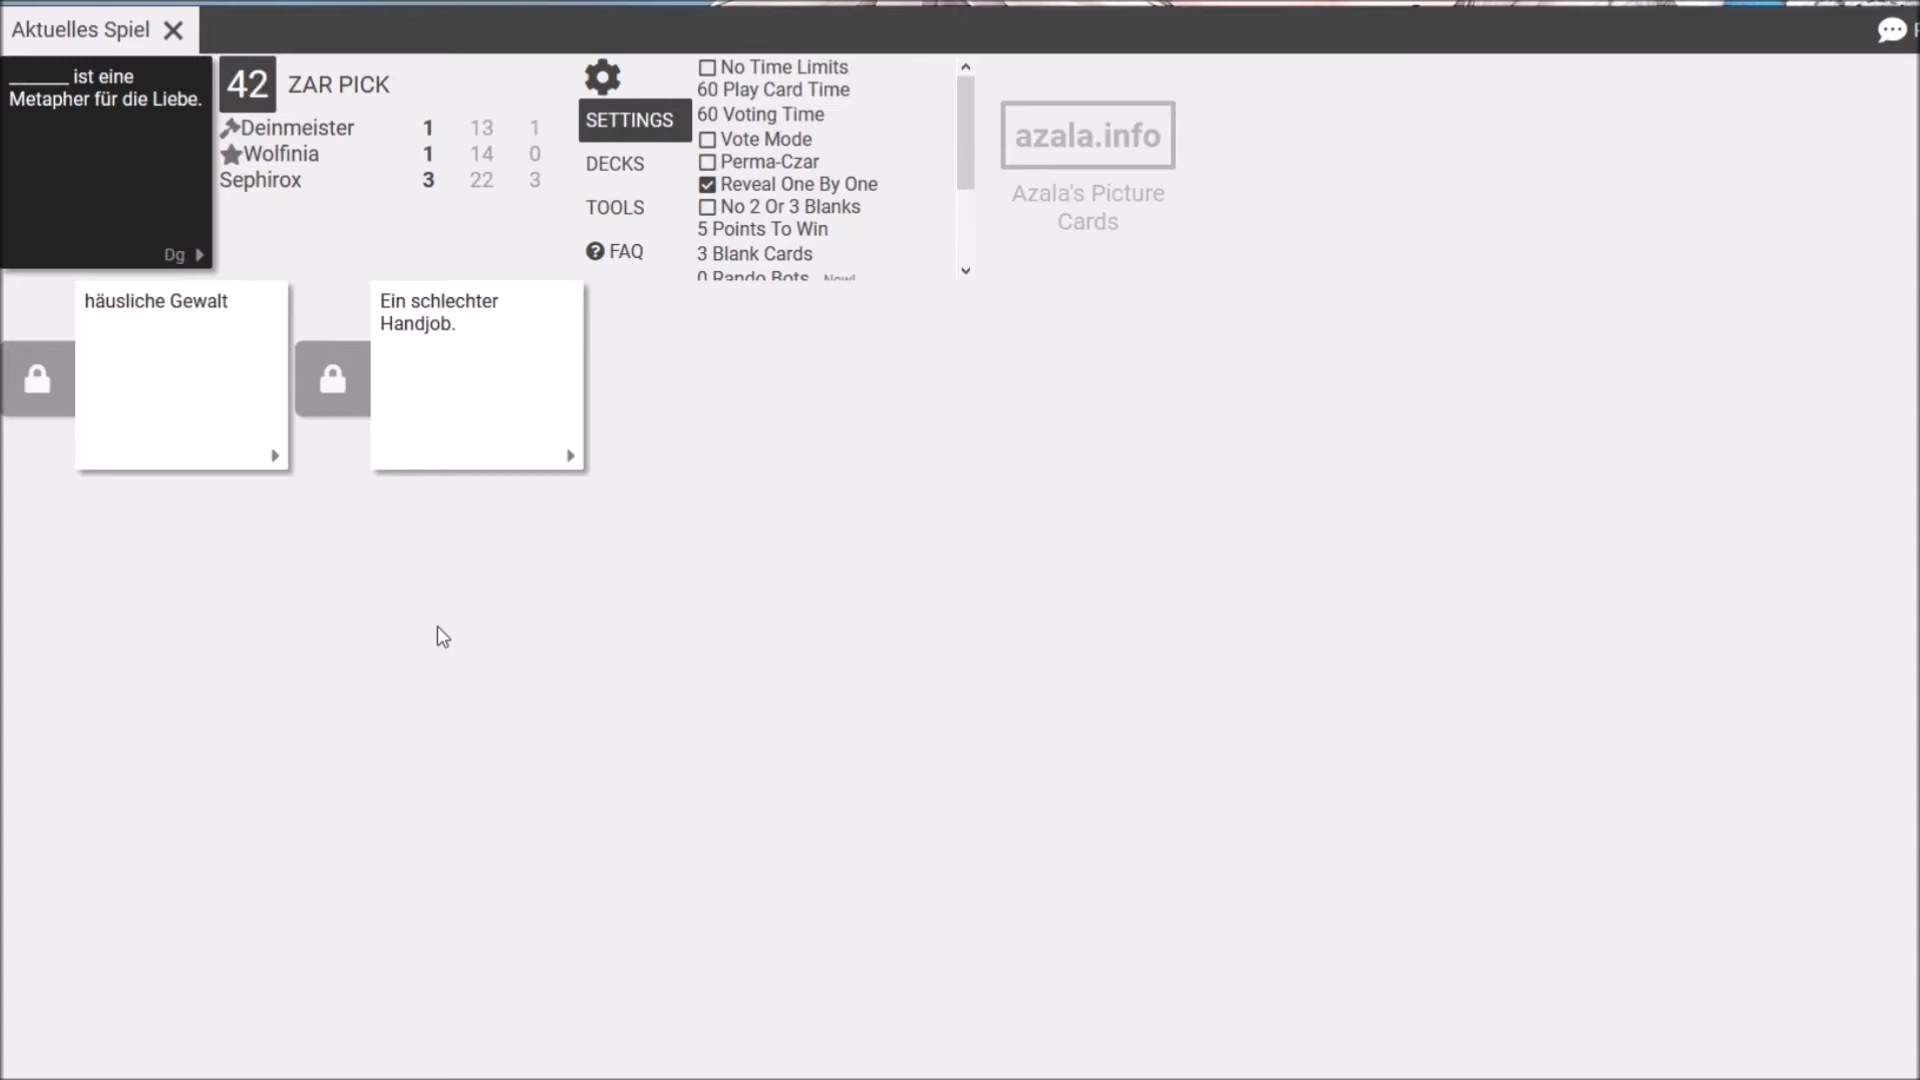 Aktuelles Spiel
______ ist eine
Metapher für die Liebe.
Dg
42 ZAR PICK
Deinmeister 1 13 1
Wolfinia 1 14 0
Sephirox 3 22 3
SETTINGS
DECKS
TOOLS
FAQ
No Time Limits
60 Play Card Time
60 Voting Time
Vote Mode
Perma-Czar
Reveal One By One
No 2 Or 3 Blanks
5 Points To Win
3 Blank Cards
0 Rando Bots New!
azala.info
Azala's Picture
Cards
häusliche Gewalt
Ein schlechter
Handjob.